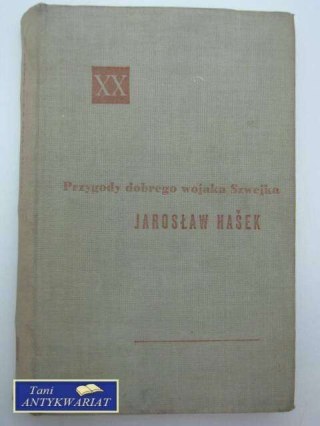 XX
Przygody dobrego wojaka Szwejka
JAROSŁAW HAŠEK
Tani
ANTYKWARIAT